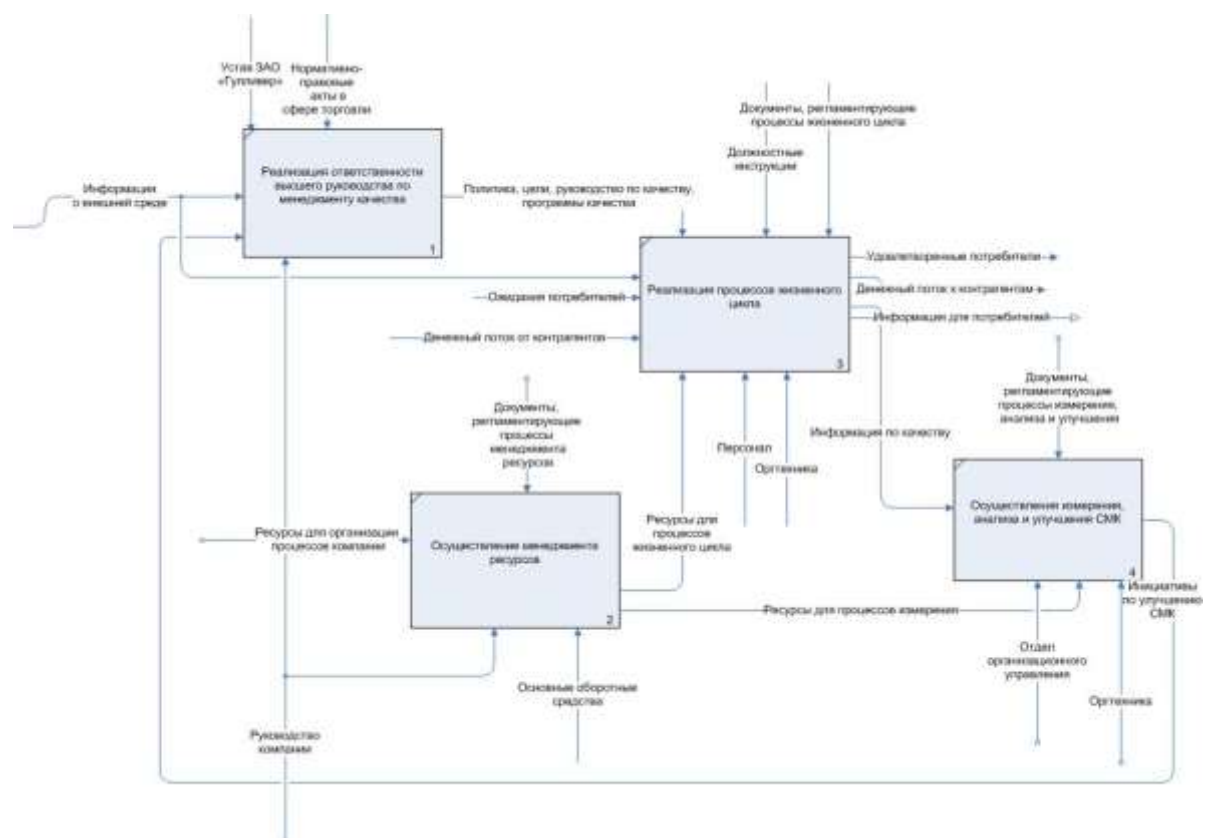 Устав ЗАО
«Гулливер»
Нормативно-
правовые
акты в
сфере торговли
Документы, регламентирующие
процессы жизненного цикла
Должностные
инструкции
Информация
о внешней среде
Реализация ответственности
высшего руководства по
менеджменту качества
1
Политика, цели, руководство по качеству,
программы качества
Реализация процессов жизненного
цикла
3
Удовлетворенные потребители
Ожидания потребителей
Денежный поток к контрагентам
Информация для потребителей
Денежный поток от контрагентов
Документы,
регламентирующие
процессы
менеджмента
ресурсов
Документы,
регламентирующие
процессы измерения,
анализа и улучшения
Информация по качеству
Персонал
Оргтехника
Ресурсы для организации
процессов компании
Осуществление менеджмента
ресурсов
2
Ресурсы для
процессов
жизненного цикла
Осуществления измерения,
анализа и улучшения СМК
4
Инициативы
по улучшению
СМК
Ресурсы для процессов измерения
Отдел
организационного
управления
Основные оборотные
средства
Оргтехника
Руководство
компании